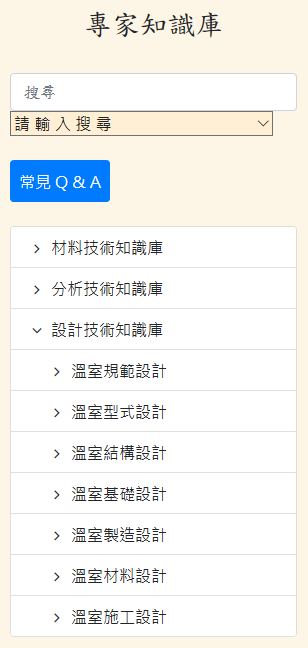 專家知識庫
搜尋
請輸入搜尋
常見 Q & A
材料技術知識庫
分析技術知識庫
設計技術知識庫
溫室規範設計
溫室型式設計
溫室結構設計
溫室基礎設計
溫室製造設計
溫室材料設計
溫室施工設計